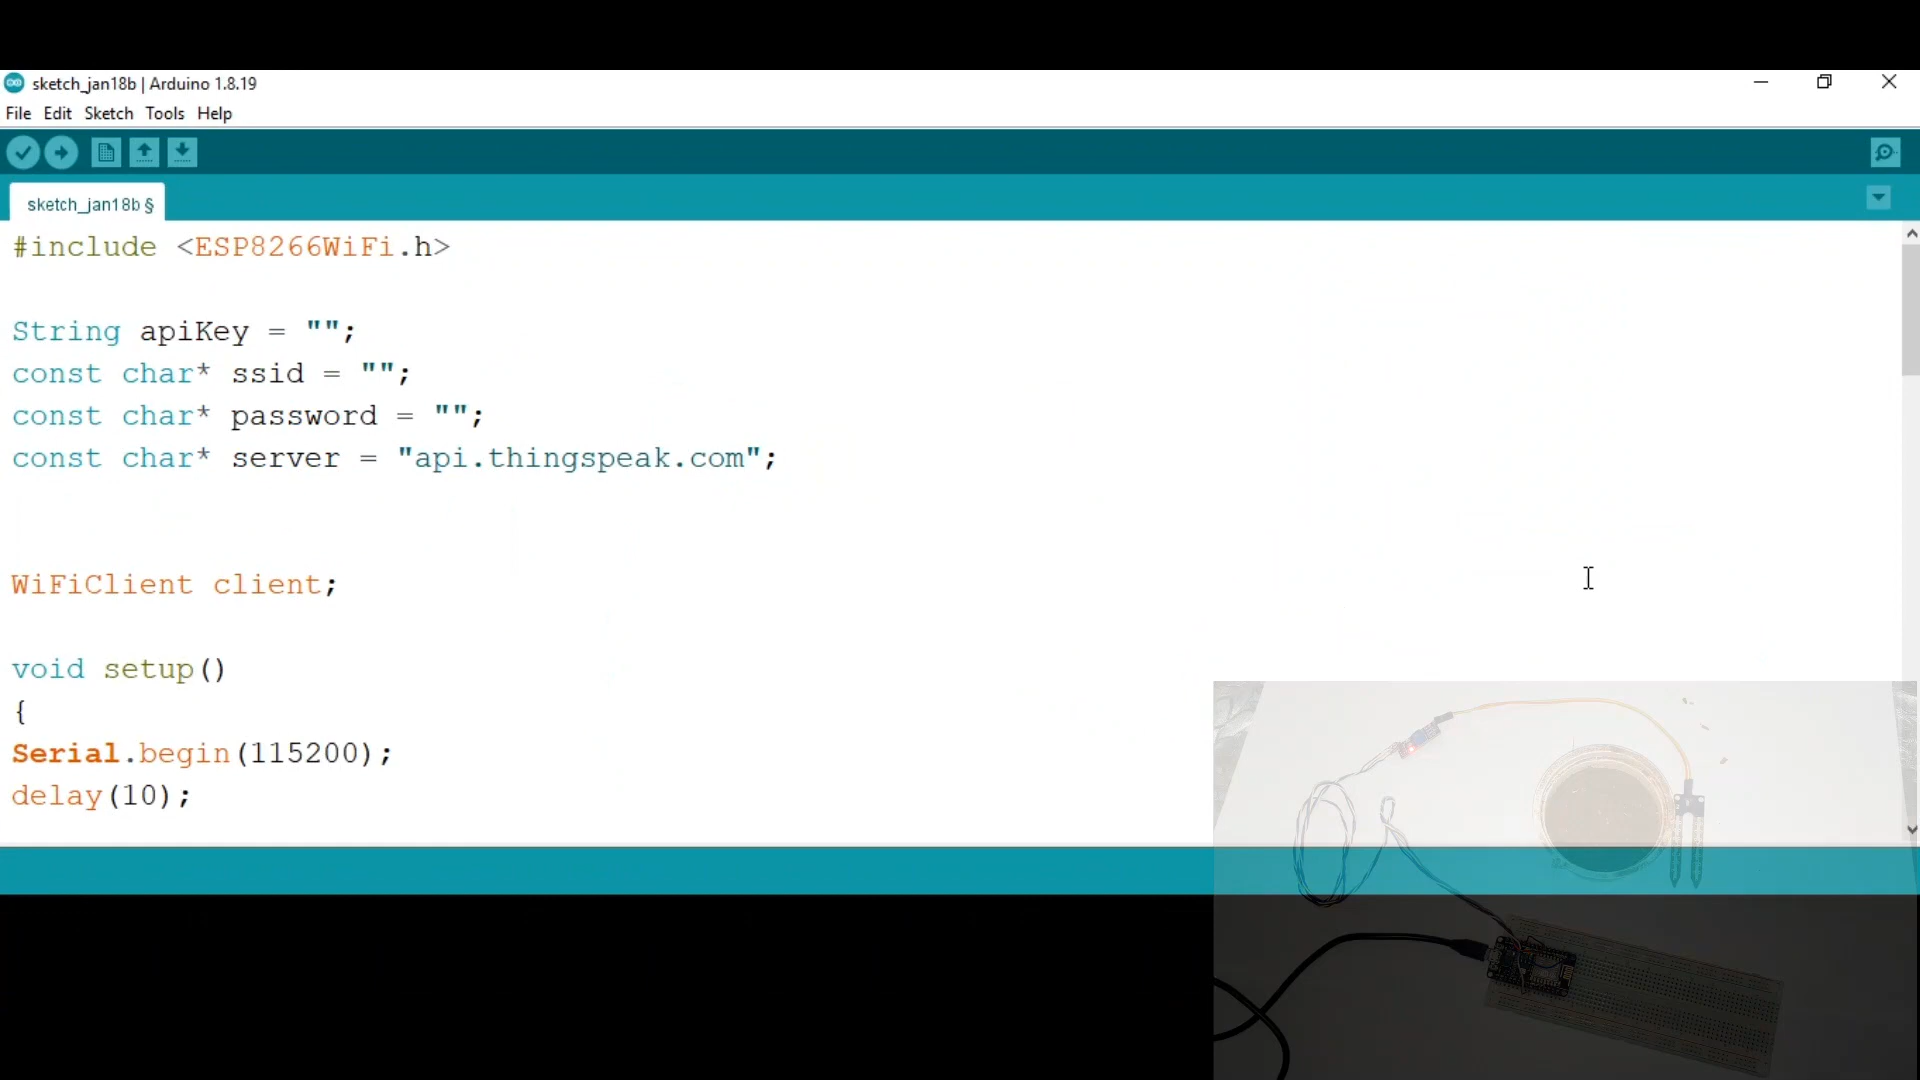 sketch_jan18b | Arduino 1.8.19
File Edit Sketch Tools Help
sketch_jan18b §
#include <ESP8266WiFi.h>
String apiKey = "";
const char* ssid = "";
const char* password = "";
const char* server = "api.thingspeak.com";
WiFiClient client;
void setup()
{
Serial.begin(115200);
delay(10);